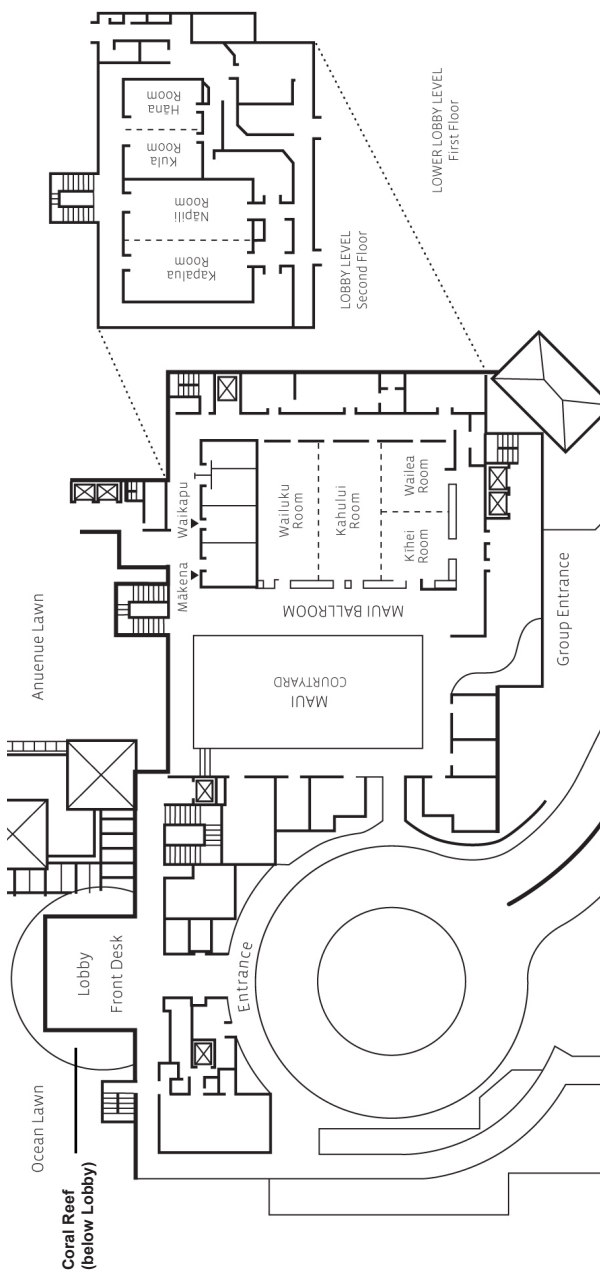 Hāna
Room
Kula
Room
Nāpili
Room
Kapalua
Room
LOWER LOBBY LEVEL
First Floor
LOBBY LEVEL
Second Floor
Waikapu
Mākena
Wailuku
Room
Kahului
Room
Wailea
Room
Kīhei
Room
MAUI BALLROOM
MAUI
COURTYARD
Anuenue Lawn
Group Entrance
Lobby
Front Desk
Entrance
Ocean Lawn
Coral Reef
(below Lobby)